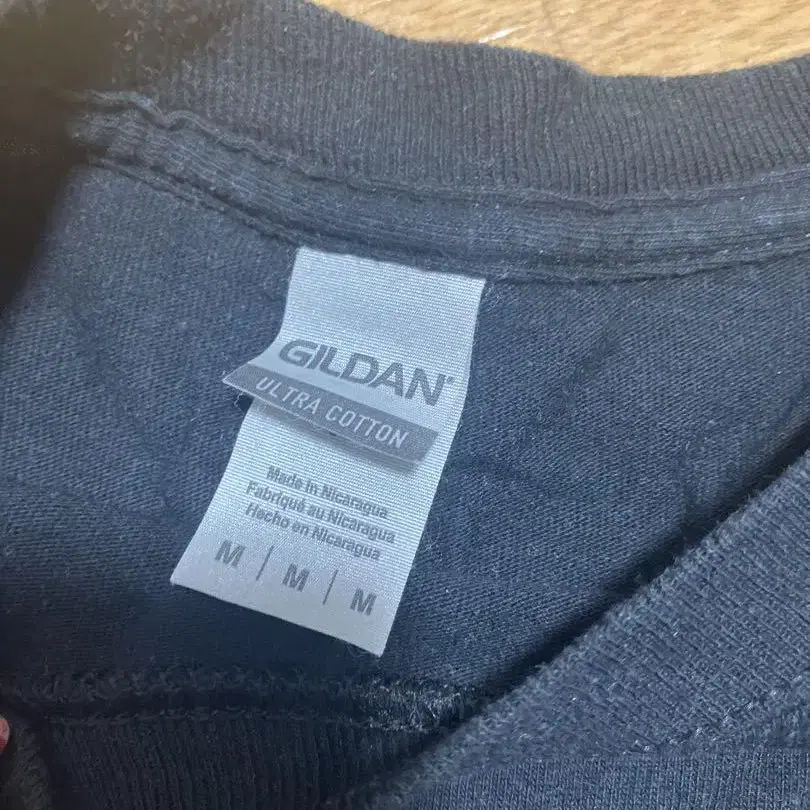 GILDAN®
ULTRA COTTON
Made in Nicaragua
Fabriqué au Nicaragua
Hecho en Nicaragua
M | M | M